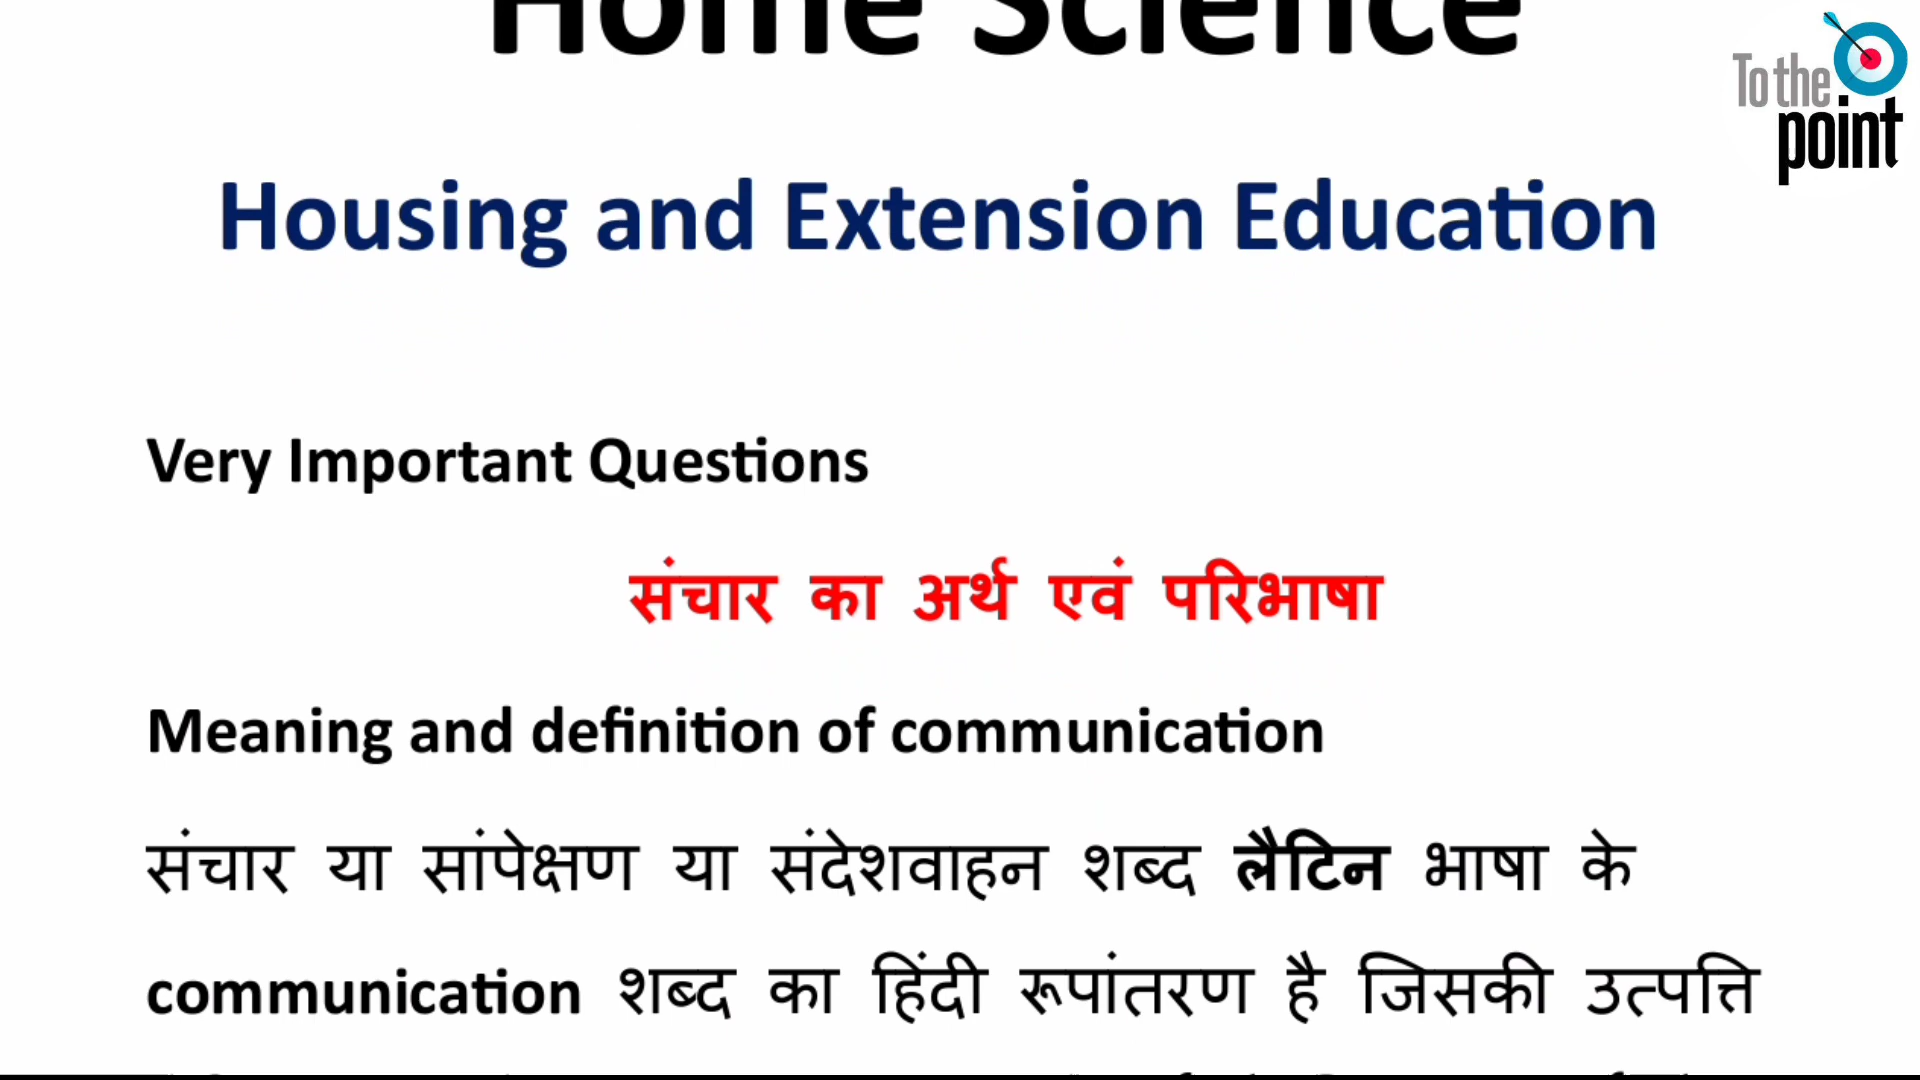 Home Science
To the
point
Housing and Extension Education
Very Important Questions
संचार का अर्थ एवं परिभाषा
Meaning and definition of communication
संचार या सांपेक्षण या संदेशवाहन शब्द लैटिन भाषा के
communication शब्द का हिंदी रूपांतरण है जिसकी उत्पत्ति